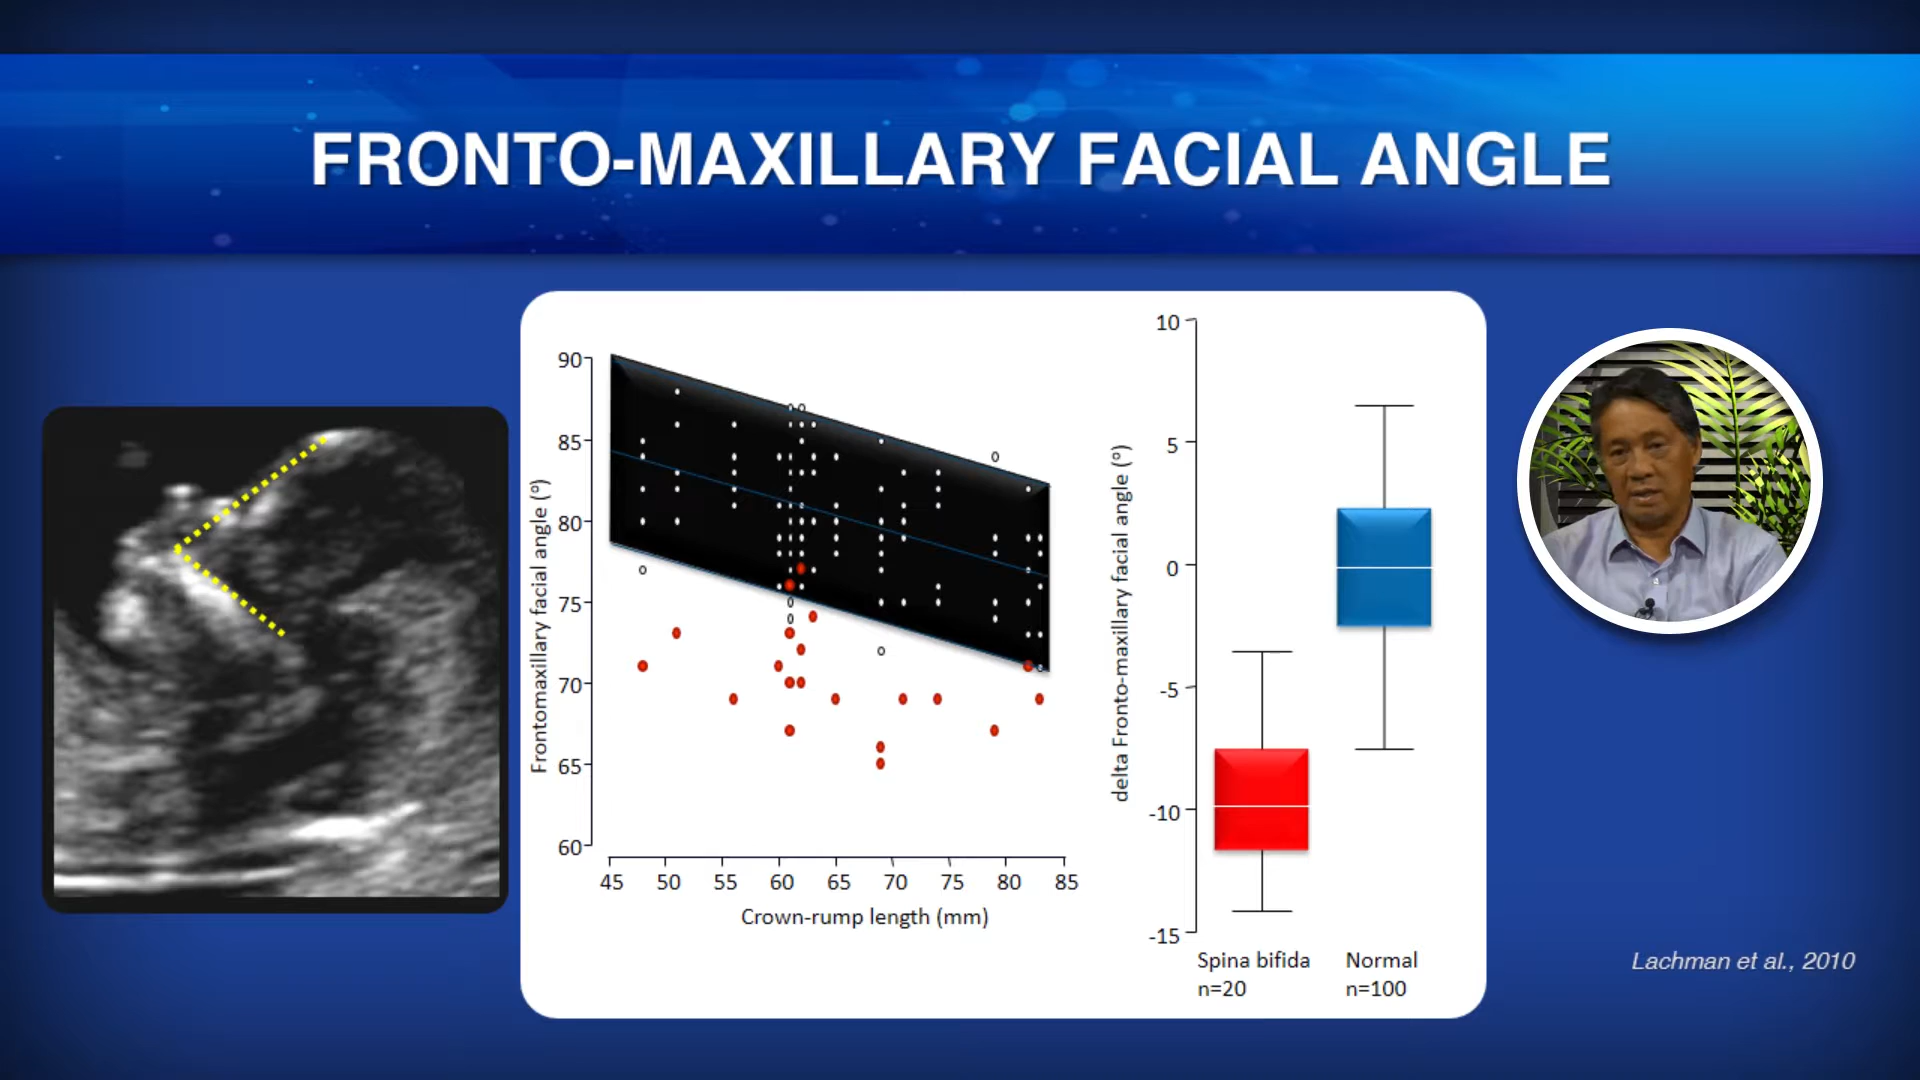 FRONTO-MAXILLARY FACIAL ANGLE
Frontomaxillary facial angle (º)
90
85
80
75
70
65
60
45 50 55 60 65 70 75 80 85
Crown-rump length (mm)
delta Fronto-maxillary facial angle (º)
10
5
0
-5
-10
-15
Spina bifida
n=20
Normal
n=100
Lachman et al., 2010